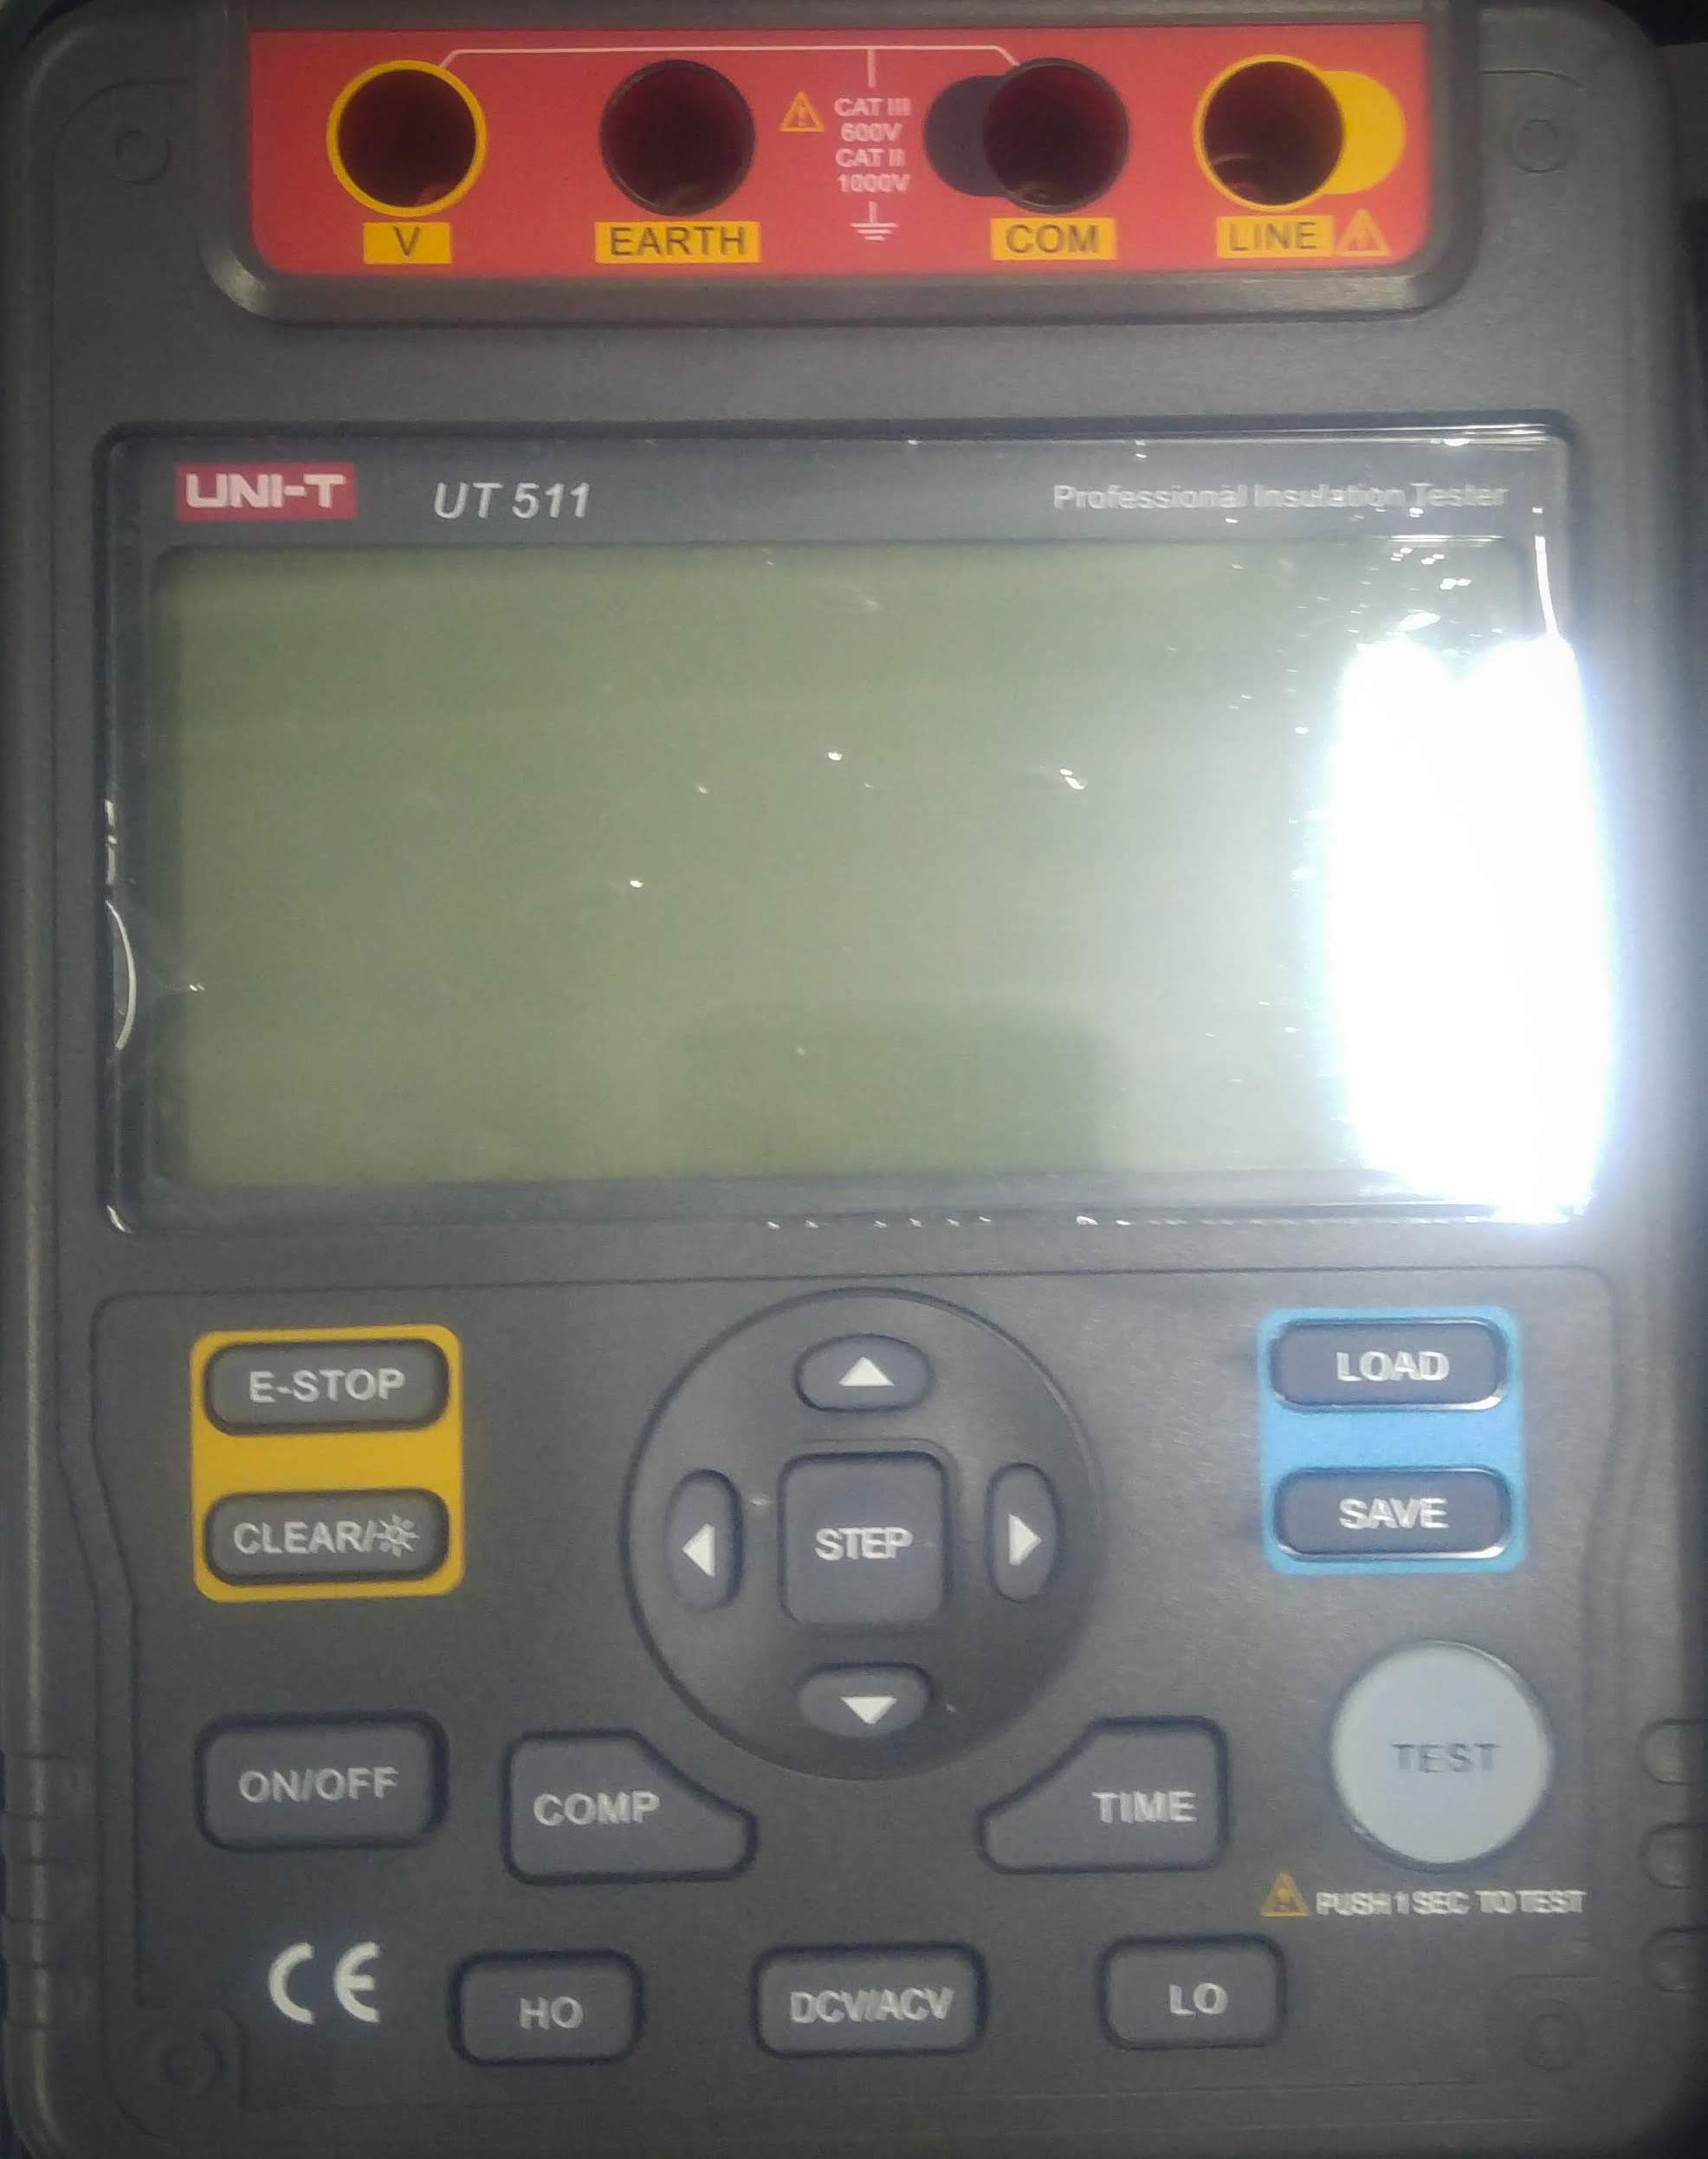 CAT III
600V
CAT II
1000V
V EARTH COM LINE
UNI-T UT 511 Professional Insulation Tester
E-STOP
LOAD
CLEAR/
STEP
SAVE
ON/OFF
COMP
TIME
TEST
PUSH 1 SEC TO TEST
CE
HO
DCV/ACV
LO